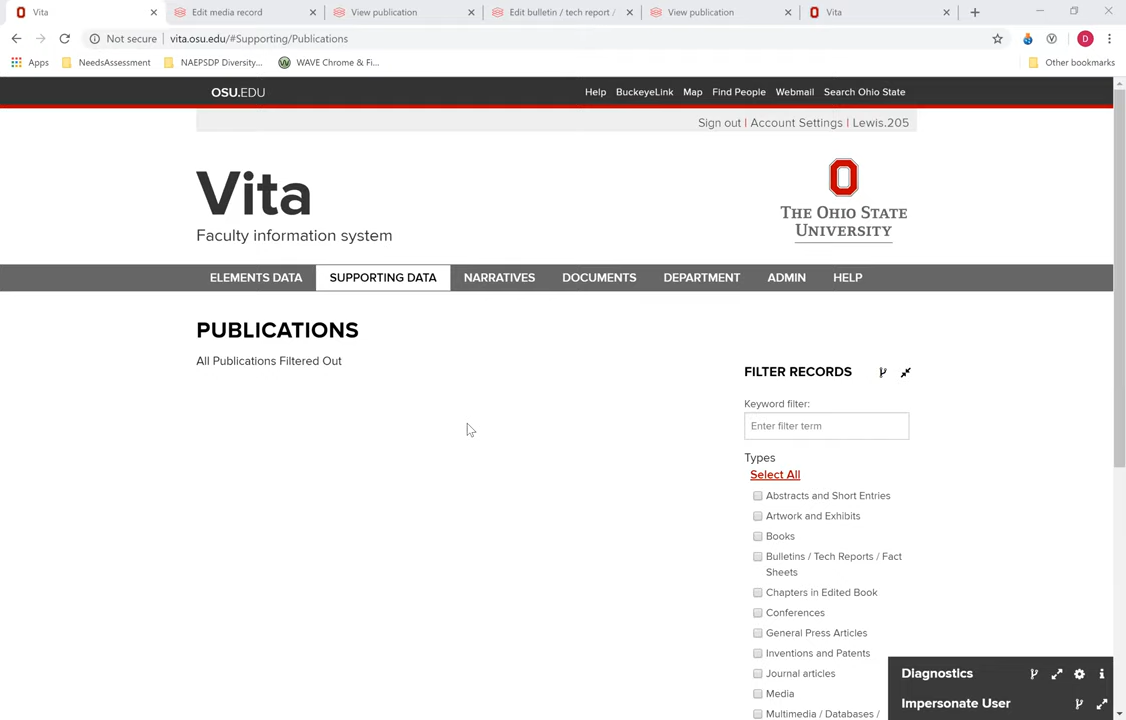 Vita
Edit media record
View publication
Edit bulletin / tech report /
View publication
Vita
Not secure
vita.osu.edu/#Supporting/Publications
D
Apps
NeedsAssessment
NAEPSDP Diversity...
WAVE Chrome & Fi...
Other bookmarks
OSU.EDU
Help
BuckeyeLink
Map
Find People
Webmail
Search Ohio State
Sign out | Account Settings | Lewis.205
Vita
Faculty information system
THE OHIO STATE
UNIVERSITY
ELEMENTS DATA
SUPPORTING DATA
NARRATIVES
DOCUMENTS
DEPARTMENT
ADMIN
HELP
PUBLICATIONS
All Publications Filtered Out
FILTER RECORDS
Keyword filter:
Enter filter term
Types
Select All
Abstracts and Short Entries
Artwork and Exhibits
Books
Bulletins / Tech Reports / Fact
Sheets
Chapters in Edited Book
Conferences
General Press Articles
Inventions and Patents
Journal articles
Media
Multimedia / Databases /
Diagnostics
Impersonate User